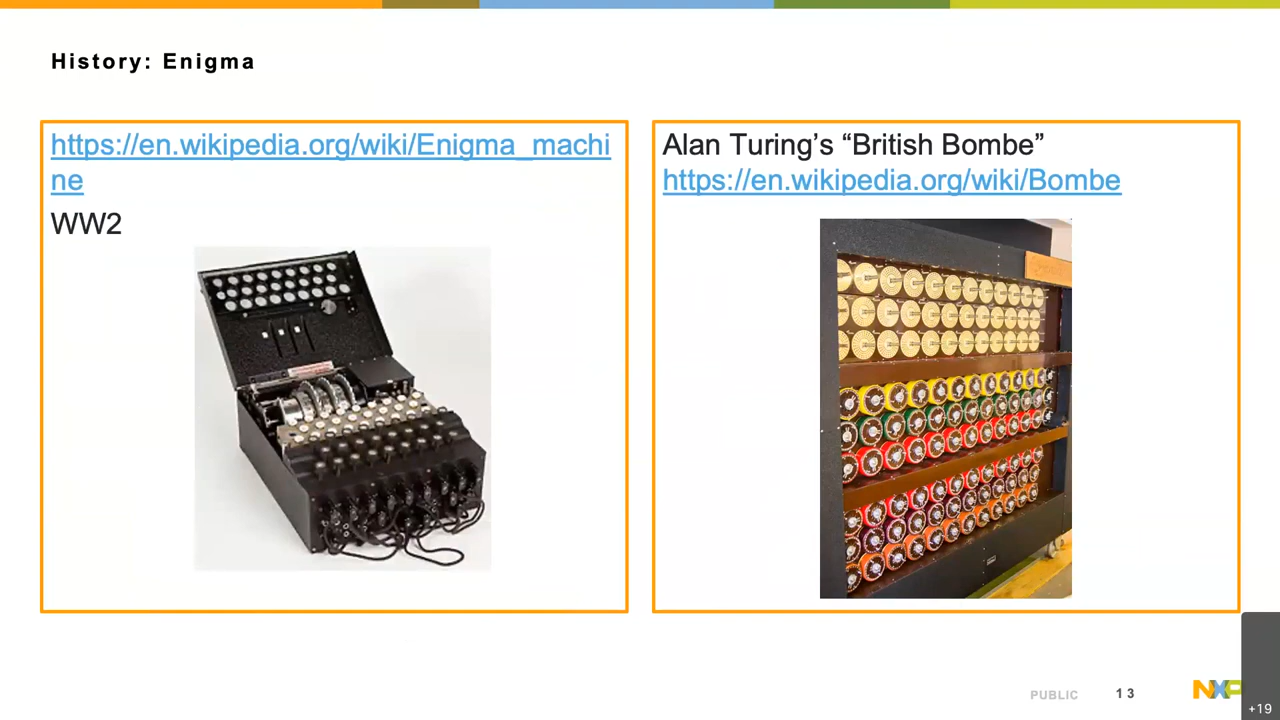 History: Enigma
https://en.wikipedia.org/wiki/Enigma_machi
ne
WW2
Alan Turing’s “British Bombe”
https://en.wikipedia.org/wiki/Bombe
PUBLIC
13
NXP
+19